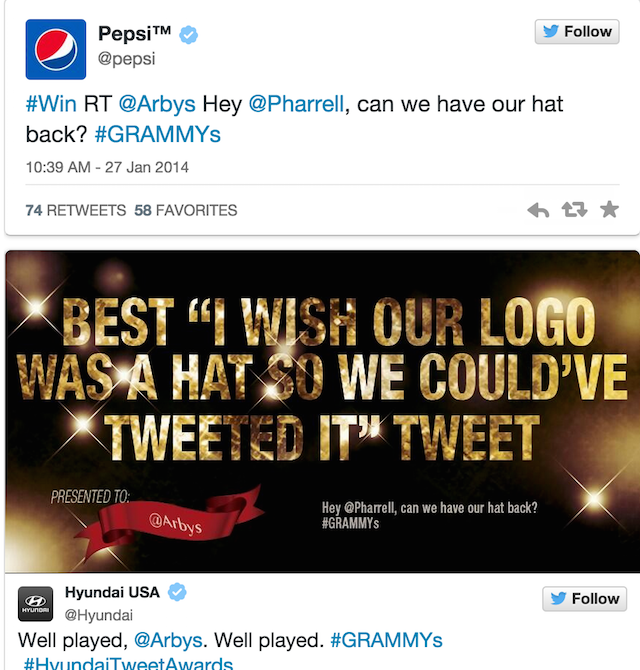 Pepsi™
Follow
@pepsi
#Win RT @Arbys Hey @Pharrell, can we have our hat
back? #GRAMMYs
10:39 AM - 27 Jan 2014
74 RETWEETS 58 FAVORITES
BEST “I WISH OUR LOGO
WAS A HAT SO WE COULD’VE
TWEETED IT” TWEET
PRESENTED TO:
@Arbys
Hey @Pharrell, can we have our hat back?
#GRAMMYs
HYUNDAI
Hyundai USA
Follow
@Hyundai
Well played, @Arbys. Well played. #GRAMMYs
#HyundaiTweetAwards